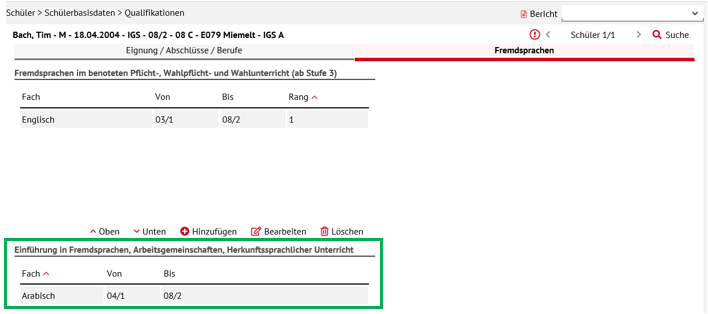 Schüler > Schülerbasisdaten > Qualifikationen Bericht
Bach, Tim - M - 18.04.2004 - IGS - 08/2 - 08 C - E079 Miemelt - IGS A Schüler 1/1 Suche
Eignung / Abschlüsse / Berufe Fremdsprachen
Fremdsprachen im benoteten Pflicht-, Wahlpflicht- und Wahlunterricht (ab Stufe 3)
Fach Von Bis Rang
Englisch 03/1 08/2 1
Oben Unten Hinzufügen Bearbeiten Löschen
Einführung in Fremdsprachen, Arbeitsgemeinschaften, Herkunftssprachlicher Unterricht
Fach Von Bis
Arabisch 04/1 08/2